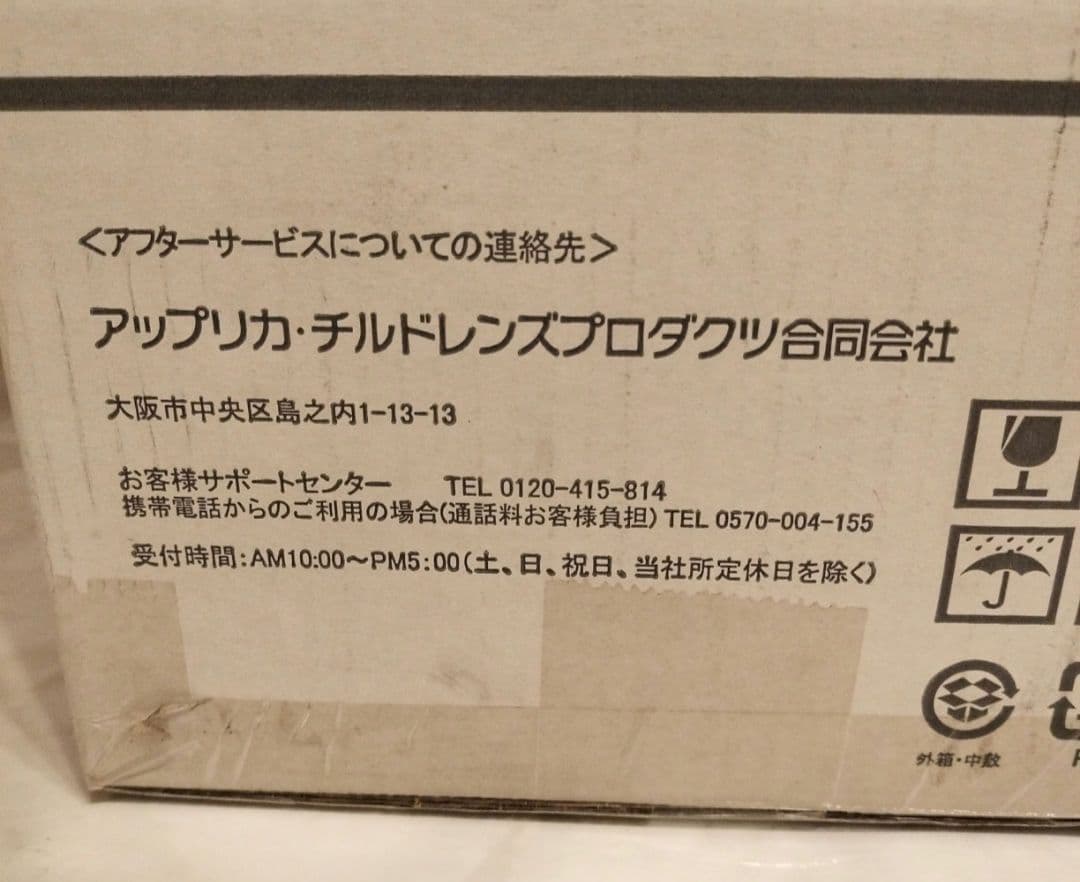 <アフターサービスについての連絡先>
アップリカ・チルドレンズプロダクツ合同会社
大阪市中央区島之内1-13-13
お客様サポートセンター TEL 0120-415-814
携帯電話からのご利用の場合(通話料お客様負担) TEL 0570-004-155
受付時間:AM10:00〜PM5:00(土、日、祝日、当社所定休日を除く)
外箱・中敷